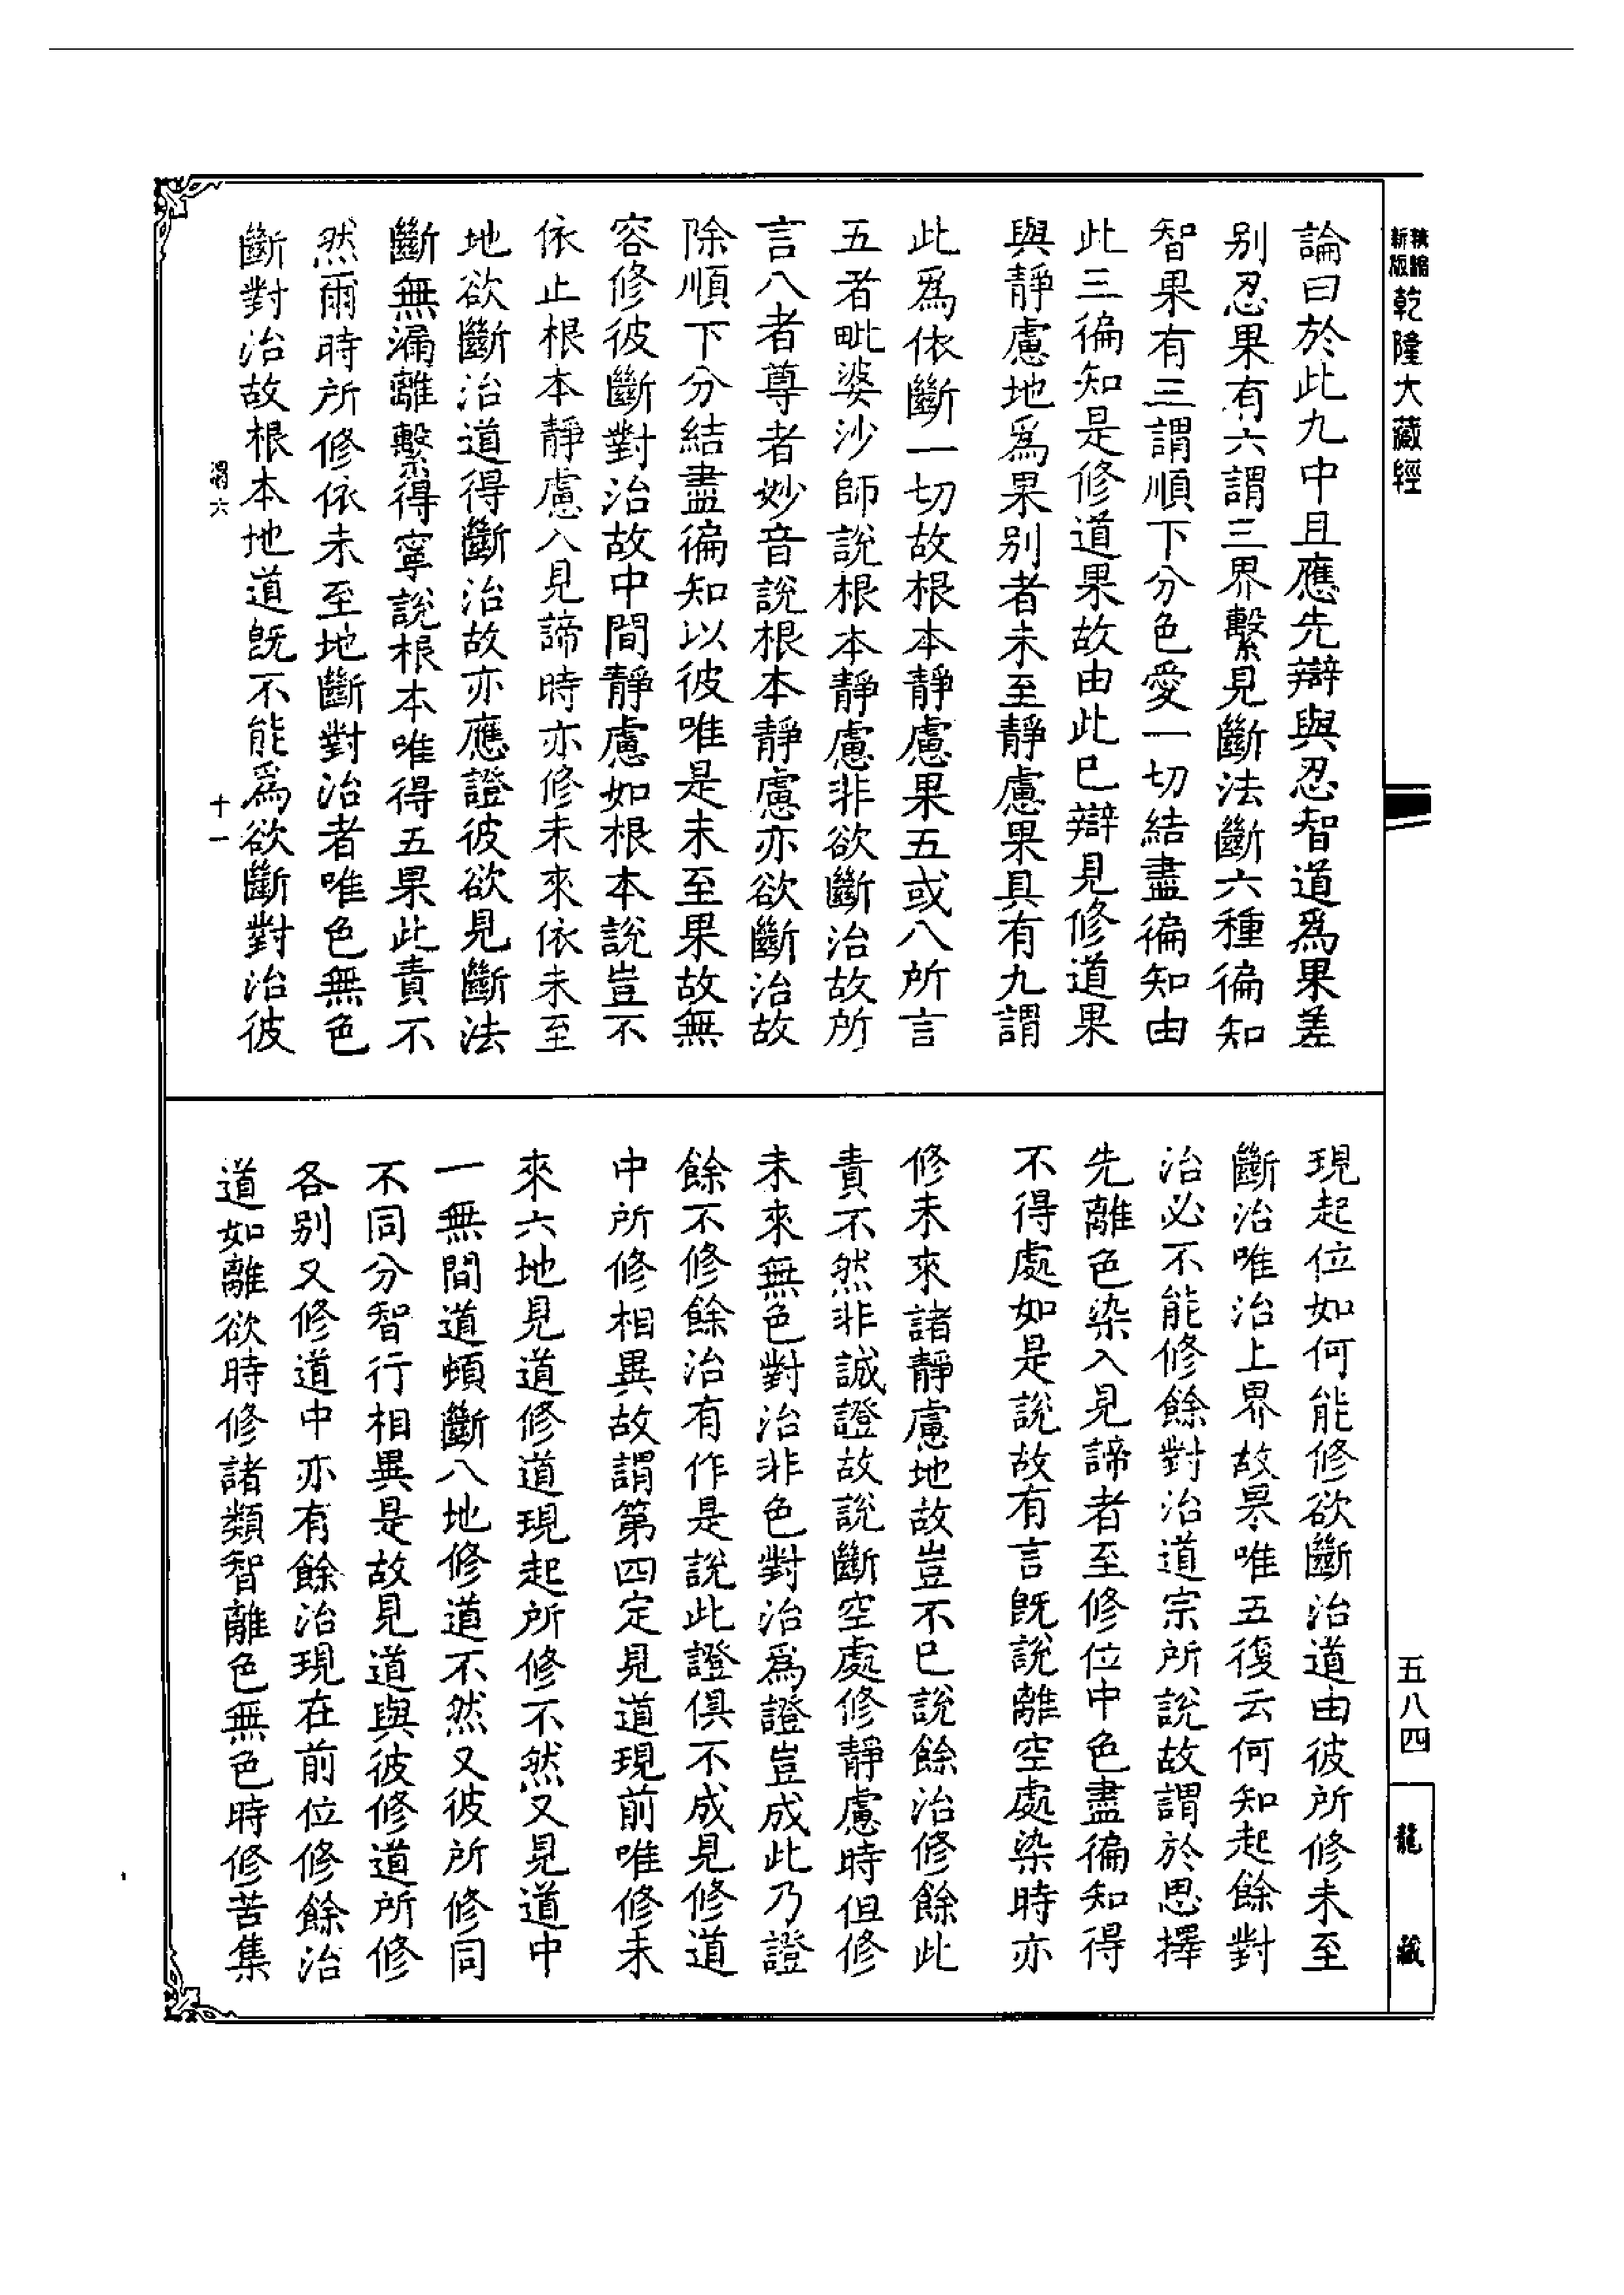 新版精縮乾隆大藏經
論曰於此九中且應先辯與忍智道爲果差
别忍果有六謂三界繫見斷法斷六種徧知
智果有三謂順下分色愛一切結盡徧知由
此三徧知是修道果故由此已辯見修道果
與靜慮地爲果别者未至靜慮果具有九謂
此爲依斷一切故根本靜慮果五或八所言
五者毗婆沙師說根本靜慮非欲斷治故所
言八者尊者妙音說根本靜慮亦欲斷治故
除順下分結盡徧知以彼唯是未至果故無
容修彼斷對治故中間靜慮如根本說豈不
依止根本靜慮入見諦時亦修未來依未至
地欲斷治道得斷治故亦應證彼欲見斷法
斷無漏離繫得寧說根本唯得五果此責不
然爾時所修依未至地斷對治者唯色無色
斷對治故根本地道旣不能爲欲斷對治彼
渭六 十一
現起位如何能修欲斷治道由彼所修未至
斷治唯治上界故果唯五復云何知起餘對
治必不能修餘對治道宗所說故謂於思擇
先離色染入見諦者至修位中色盡徧知得
不得處如是說故有言旣說離空處染時亦
修未來諸靜慮地故豈不已說餘治修餘此
責不然非誠證故說斷空處修靜慮時但修
未來無色對治非色對治爲證豈成此乃證
餘不修餘治有作是說此證俱不成見修道
中所修相異故謂第四定見道現前唯修未
來六地見道修道現起所修不然又見道中
一無間道頓斷八地修道不然又彼所修同
不同分智行相異是故見道與彼修道所修
各别又修道中亦有餘治現在前位修餘治
道如離欲時修諸類智離色無色時修苦集
五八四
龍藏